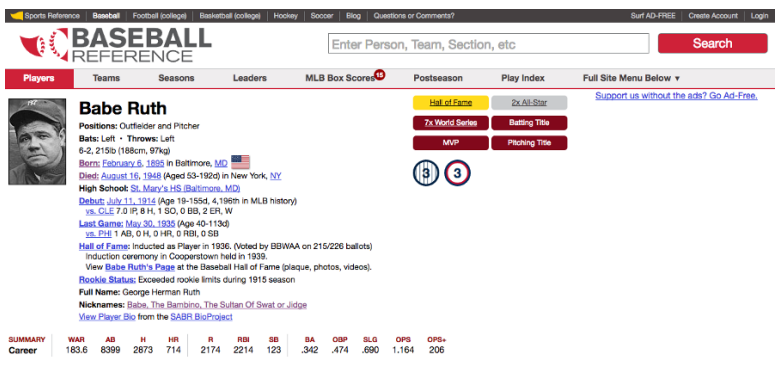 Sports Reference Baseball Football (college) Basketball (college) Hockey Soccer Blog Questions or Comments? Surf AD-FREE Create Account Login
BASEBALL
REFERENCE
Enter Person, Team, Section, etc
Search
Players Teams Seasons Leaders MLB Box Scores 15 Postseason Play Index Full Site Menu Below ▼
Support us without the ads? Go Ad-Free.
Babe Ruth
Positions: Outfielder and Pitcher
Bats: Left • Throws: Left
6-2, 215lb (188cm, 97kg)
Born: February 6, 1895 in Baltimore, MD
Died: August 16, 1948 (Aged 53-192d) in New York, NY
High School: St. Mary's HS (Baltimore, MD)
Debut: July 11, 1914 (Age 19-155d, 4,196th in MLB history)
vs. CLE 7.0 IP, 8 H, 1 SO, 0 BB, 2 ER, W
Last Game: May 30, 1935 (Age 40-113d)
vs. PHI 1 AB, 0 H, 0 HR, 0 RBI, 0 SB
Hall of Fame: Inducted as Player in 1936. (Voted by BBWAA on 215/226 ballots)
Induction ceremony in Cooperstown held in 1939.
View Babe Ruth's Page at the Baseball Hall of Fame (plaque, photos, videos).
Rookie Status: Exceeded rookie limits during 1915 season
Full Name: George Herman Ruth
Nicknames: Babe, The Bambino, The Sultan Of Swat or Jidge
View Player Bio from the SABR BioProject
Hall of Fame 2x All-Star
7x World Series Batting Title
MVP Pitching Title
3 3
SUMMARY WAR AB H HR R RBI SB BA OBP SLG OPS OPS+
Career 183.6 8399 2873 714 2174 2214 123 .342 .474 .690 1.164 206